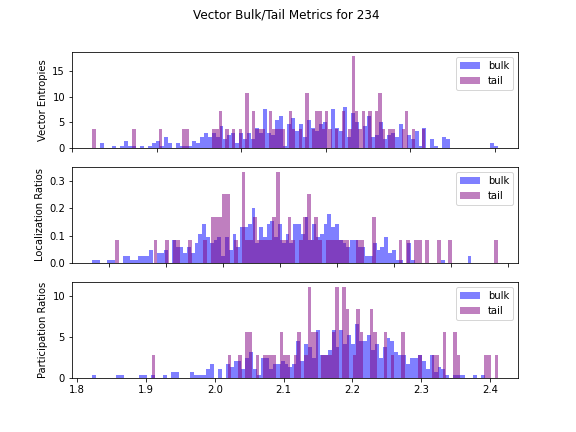 Vector Bulk/Tail Metrics for 234
Vector Entropies
15
10
5
0
bulk
tail
Localization Ratios
0.3
0.2
0.1
0.0
bulk
tail
Participation Ratios
10
5
0
bulk
tail
1.8 1.9 2.0 2.1 2.2 2.3 2.4